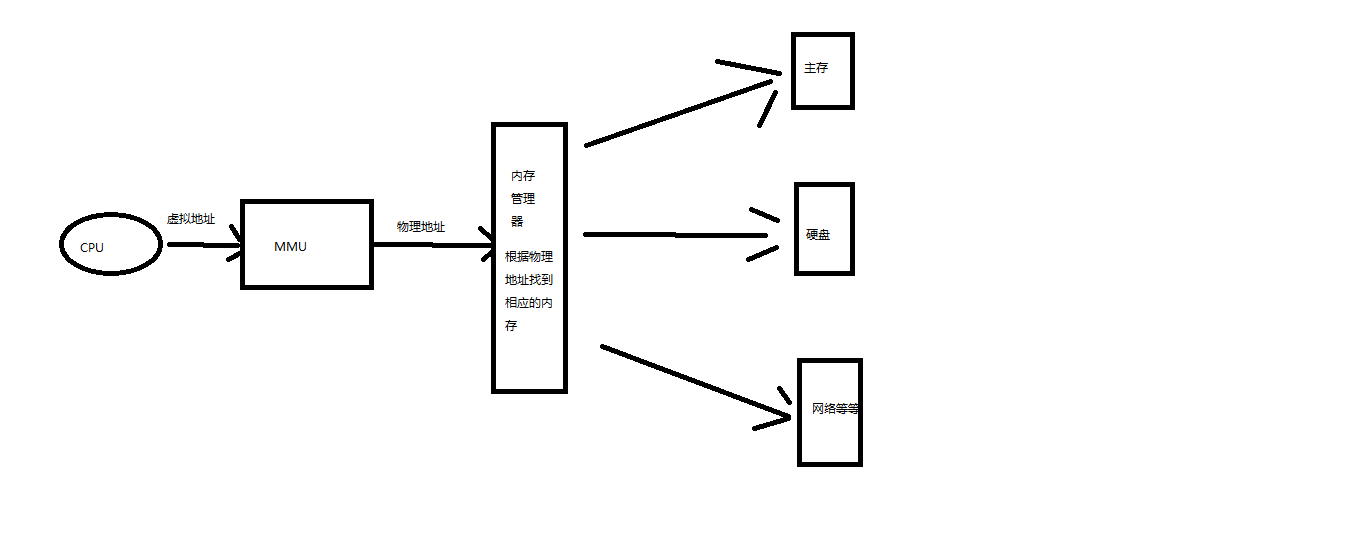 CPU
虚拟地址
MMU
物理地址
内存
管理
器
根据物理
地址找到
相应的内
存
主存
硬盘
网络等等